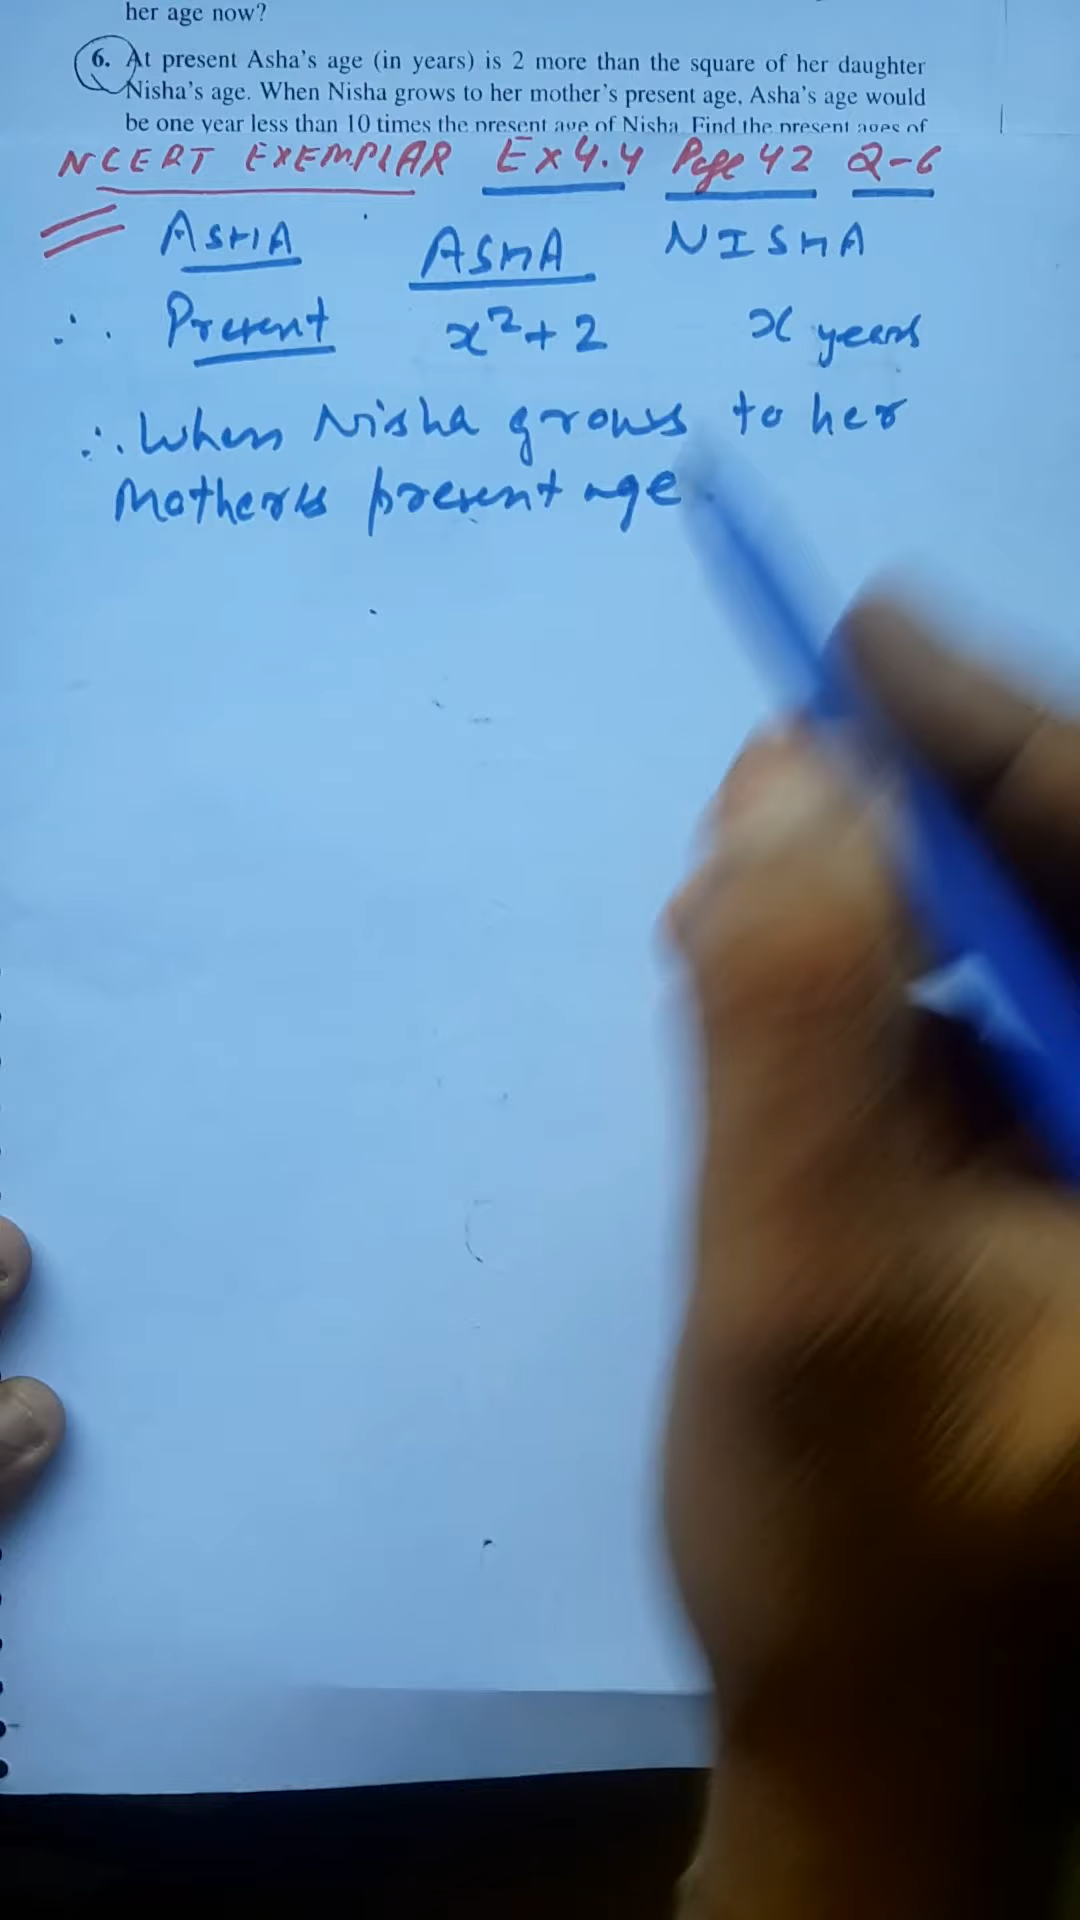 her age now?
6. At present Asha's age (in years) is 2 more than the square of her daughter
Nisha's age. When Nisha grows to her mother's present age, Asha's age would
be one year less than 10 times the present age of Nisha. Find the present ages of
NCERT EXEMPLAR Ex 4.4 Page 42 Q-6
ASHA ASHA NISHA
∴ Present x²+2 x years
∴ When Nisha grows to her
Mother's present age